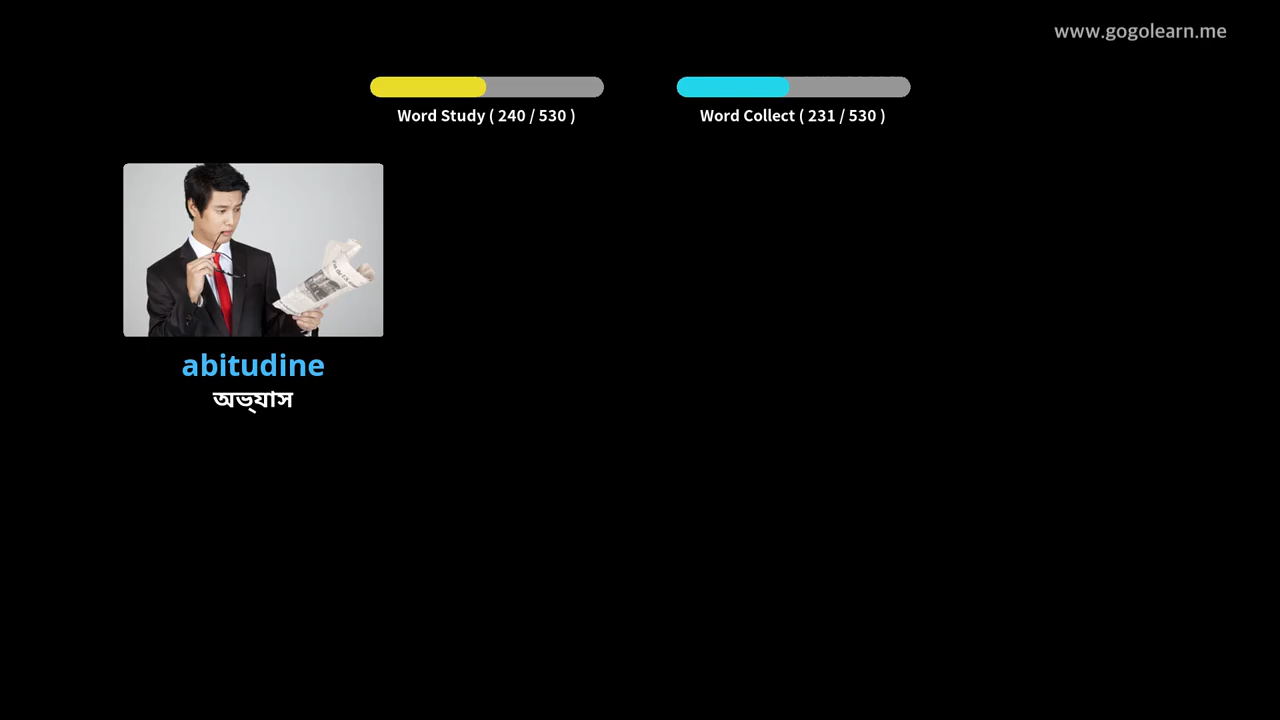 www.gogolearn.me
Word Study ( 240 / 530 )
Word Collect ( 231 / 530 )
abitudine
অভ্যাস